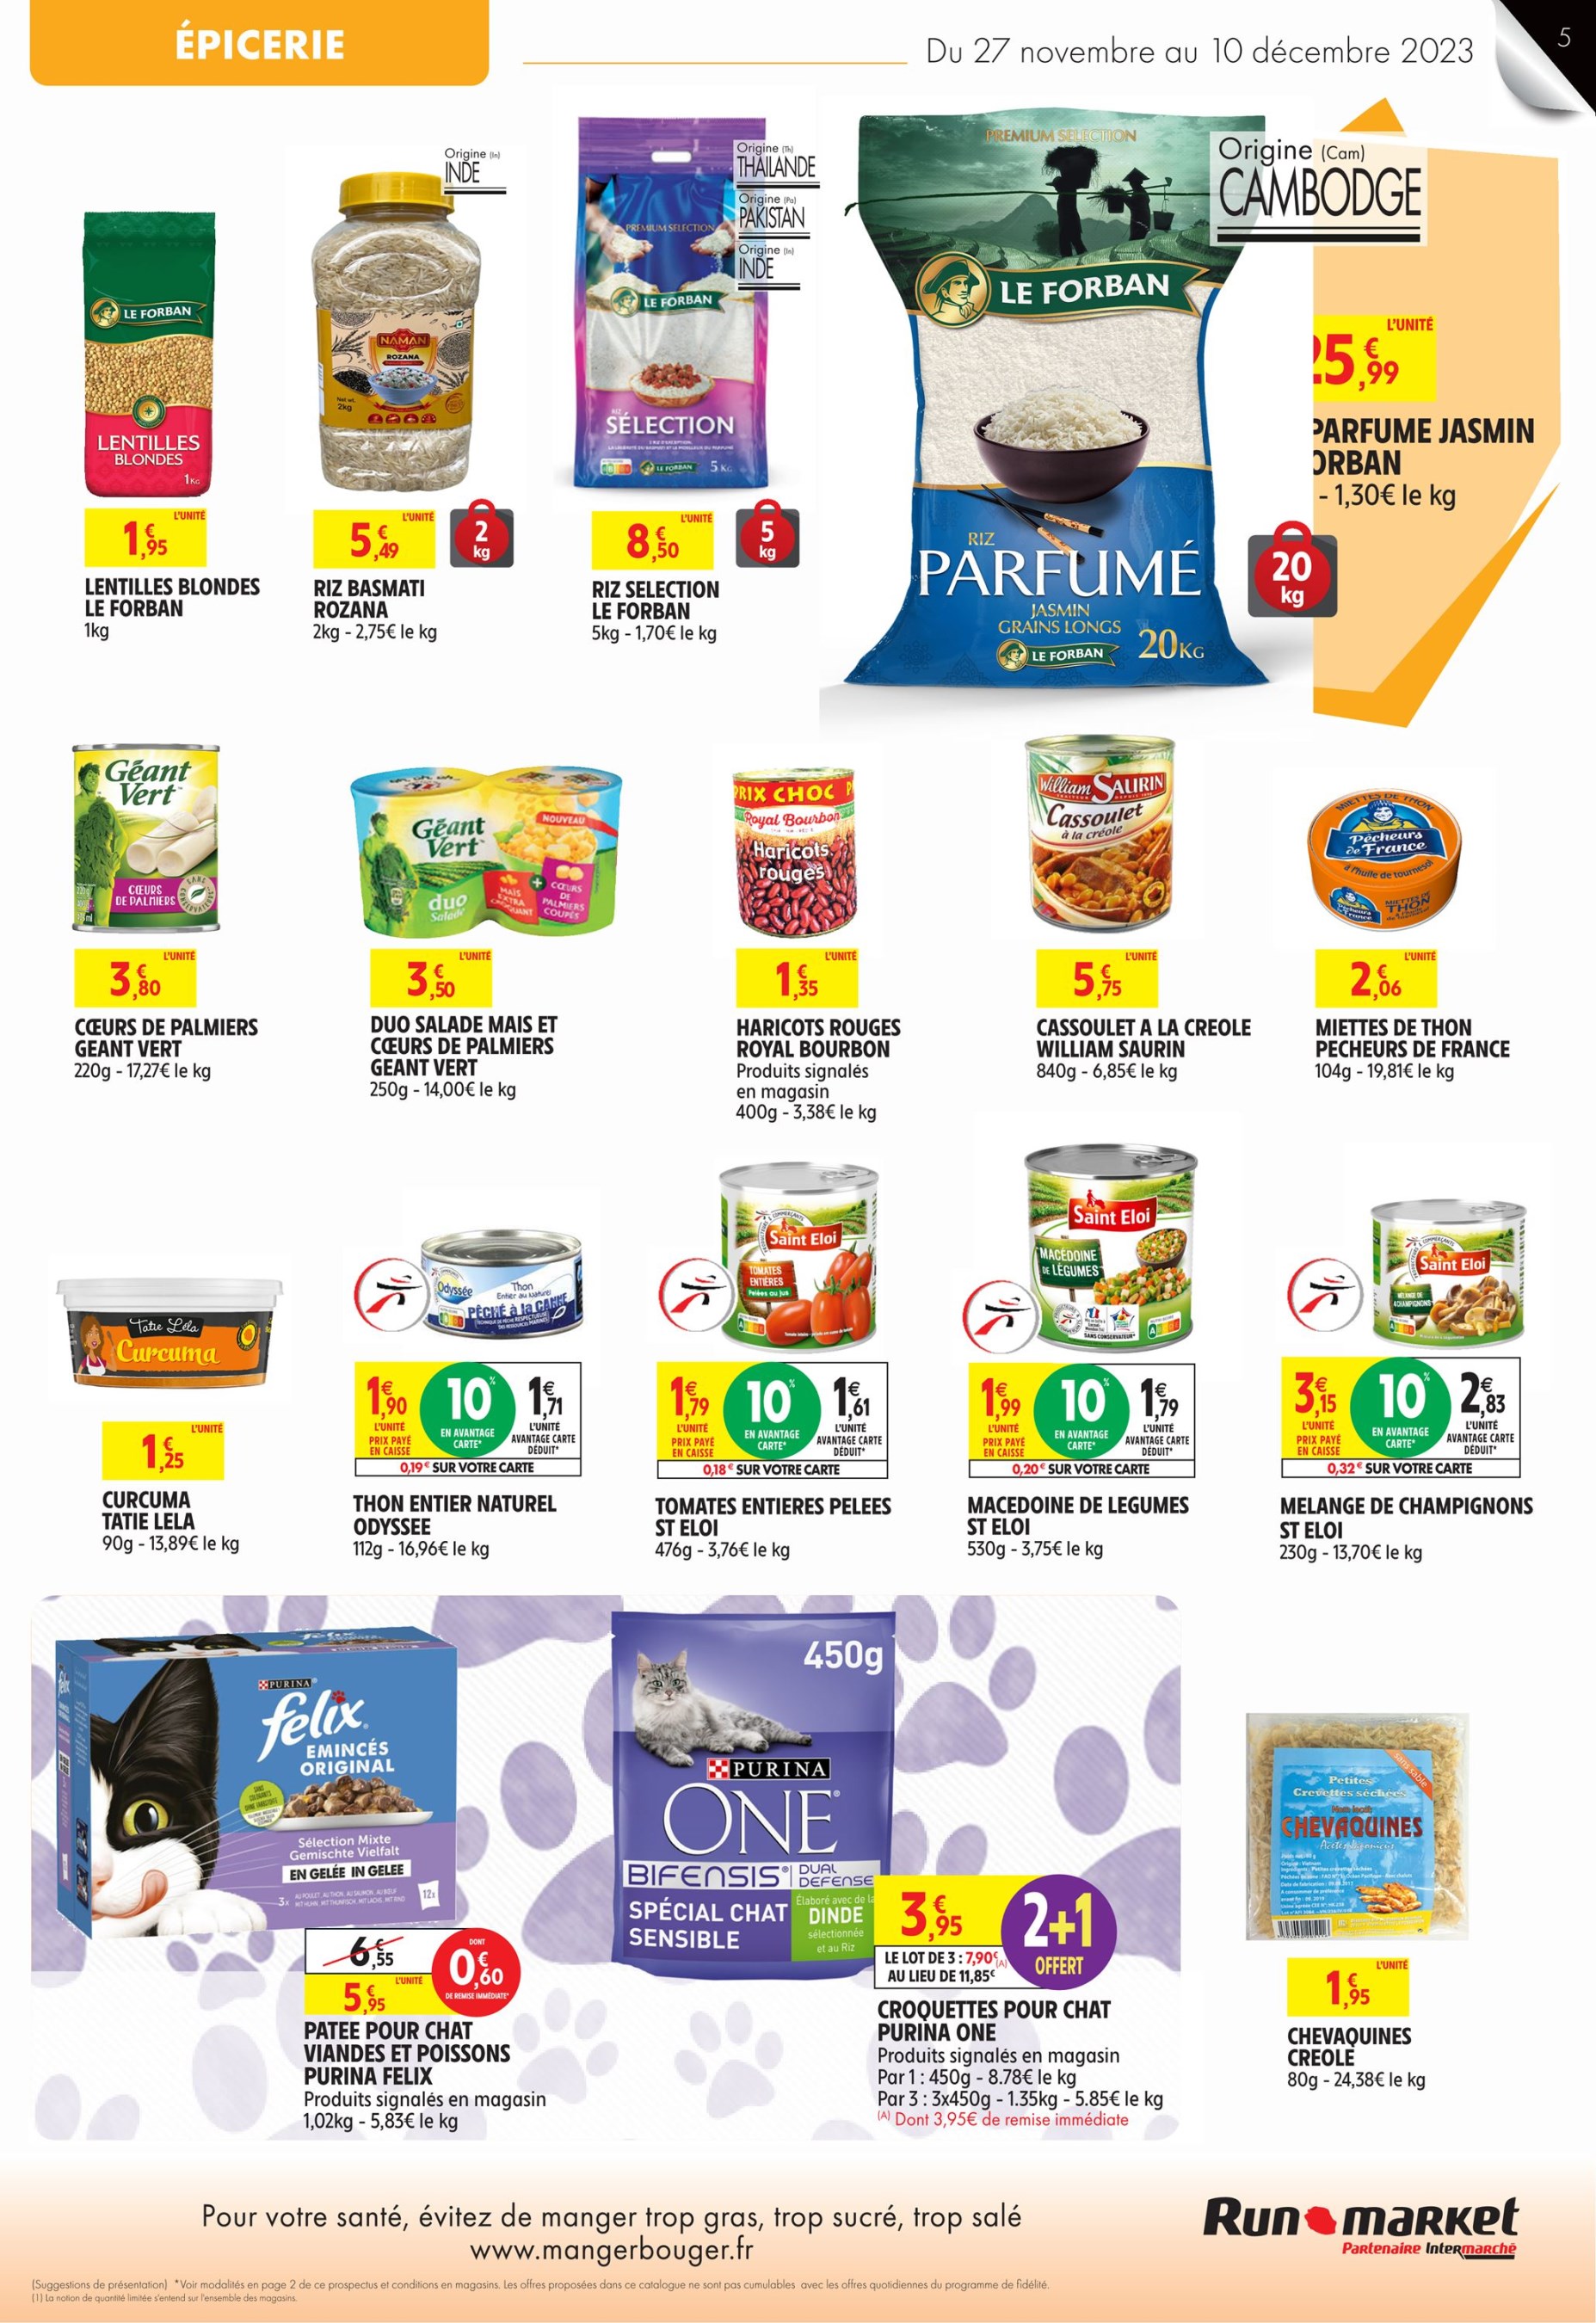 ÉPICERIE
Du 27 novembre au 10 décembre 2023
5
LE FORBAN
LENTILLES
BLONDES
1KG
L'UNITÉ
1€,95
LENTILLES BLONDES
LE FORBAN
1kg
Origine (In)
INDE
NAMAN
ROZANA
Net wt.
2kg
L'UNITÉ
5€,49
2
kg
RIZ BASMATI
ROZANA
2kg - 2,75€ le kg
Origine (Th)
THAILANDE
Origine (Pa)
PAKISTAN
Origine (In)
INDE
PREMIUM SELECTION
LE FORBAN
RIZ
SÉLECTION
LE FORBAN
5 KG
L'UNITÉ
8€,50
5
kg
RIZ SELECTION
LE FORBAN
5kg - 1,70€ le kg
PREMIUM SELECTION
Origine (Cam)
CAMBODGE
LE FORBAN
RIZ
PARFUMÉ
JASMIN
GRAINS LONGS
LE FORBAN
20KG
20
kg
L'UNITÉ
5€,99
PARFUME JASMIN
ORBAN
- 1,30€ le kg
Géant
Vert
CŒURS
DE PALMIERS
L'UNITÉ
3€,80
CŒURS DE PALMIERS
GEANT VERT
220g - 17,27€ le kg
Géant
Vert
NOUVEAU
duo
Salade
MAÏS
EXTRA
CROQUANT
+
CŒURS
DE
PALMIERS
COUPÉS
L'UNITÉ
3€,50
DUO SALADE MAIS ET
CŒURS DE PALMIERS
GEANT VERT
250g - 14,00€ le kg
PRIX CHOC P
Royal Bourbon
Haricots
rouges
L'UNITÉ
1€,35
HARICOTS ROUGES
ROYAL BOURBON
Produits signalés
en magasin
400g - 3,38€ le kg
William SAURIN
Cassoulet
à la créole
L'UNITÉ
5€,75
CASSOULET A LA CREOLE
WILLIAM SAURIN
840g - 6,85€ le kg
MIETTES DE THON
Pêcheurs
de France
à l'huile de tournesol
Pêcheurs
de France
MIETTES DE
THON
L'UNITÉ
2€,06
MIETTES DE THON
PECHEURS DE FRANCE
104g - 19,81€ le kg
Tatie Léla
Curcuma
L'UNITÉ
1€,25
CURCUMA
TATIE LELA
90g - 13,89€ le kg
Odyssée
Thon
Entier au Naturel
PÊCHÉ à la CANNE
1€,90
L'UNITÉ
PRIX PAYÉ
EN CAISSE
10%
EN AVANTAGE
CARTE*
1€,71
L'UNITÉ
AVANTAGE CARTE
DÉDUIT*
0,19€ SUR VOTRE CARTE
THON ENTIER NATUREL
ODYSSEE
112g - 16,96€ le kg
Saint Eloi
TOMATES
ENTIÈRES
Pelées au jus
1€,79
L'UNITÉ
PRIX PAYÉ
EN CAISSE
10%
EN AVANTAGE
CARTE*
1€,61
L'UNITÉ
AVANTAGE CARTE
DÉDUIT*
0,18€ SUR VOTRE CARTE
TOMATES ENTIERES PELEES
ST ELOI
476g - 3,76€ le kg
Saint Eloi
MACÉDOINE
DE LÉGUMES
SANS CONSERVATEUR*
1€,99
L'UNITÉ
PRIX PAYÉ
EN CAISSE
10%
EN AVANTAGE
CARTE*
1€,79
L'UNITÉ
AVANTAGE CARTE
DÉDUIT*
0,20€ SUR VOTRE CARTE
MACEDOINE DE LEGUMES
ST ELOI
530g - 3,75€ le kg
Saint Eloi
MÉLANGE DE
4 CHAMPIGNONS
3€,15
L'UNITÉ
PRIX PAYÉ
EN CAISSE
10%
EN AVANTAGE
CARTE*
2€,83
L'UNITÉ
AVANTAGE CARTE
DÉDUIT*
0,32€ SUR VOTRE CARTE
MELANGE DE CHAMPIGNONS
ST ELOI
230g - 13,70€ le kg
PURINA
felix
EMINCÉS
ORIGINAL
Sélection Mixte
Gemischte Vielfalt
EN GELÉE IN GELEE
3x
12x
6€,55
L'UNITÉ
5€,95
DONT
0€,60
DE REMISE IMMÉDIATE*
PATEE POUR CHAT
VIANDES ET POISSONS
PURINA FELIX
Produits signalés en magasin
1,02kg - 5,83€ le kg
450g
PURINA
ONE
BIFENSIS
DUAL
DEFENSE
SPÉCIAL CHAT
SENSIBLE
Élaboré avec de la
DINDE
sélectionnée
et au Riz
3€,95
LE LOT DE 3 : 7,90€(A)
AU LIEU DE 11,85€
2+1
OFFERT
CROQUETTES POUR CHAT
PURINA ONE
Produits signalés en magasin
Par 1 : 450g - 8.78€ le kg
Par 3 : 3x450g - 1.35kg - 5.85€ le kg
(A) Dont 3,95€ de remise immédiate
sans sable
Petites
Crevettes séchées
CHEVAQUINES
L'UNITÉ
1€,95
CHEVAQUINES
CREOLE
80g - 24,38€ le kg
Pour votre santé, évitez de manger trop gras, trop sucré, trop salé
www.mangerbouger.fr
Run market
Partenaire Intermarché
(Suggestions de présentation) *Voir modalités en page 2 de ce prospectus et conditions en magasins. Les offres proposées dans ce catalogue ne sont pas cumulables avec les offres quotidiennes du programme de fidélité.
(1) La notion de quantité limitée s'entend sur l'ensemble des magasins.